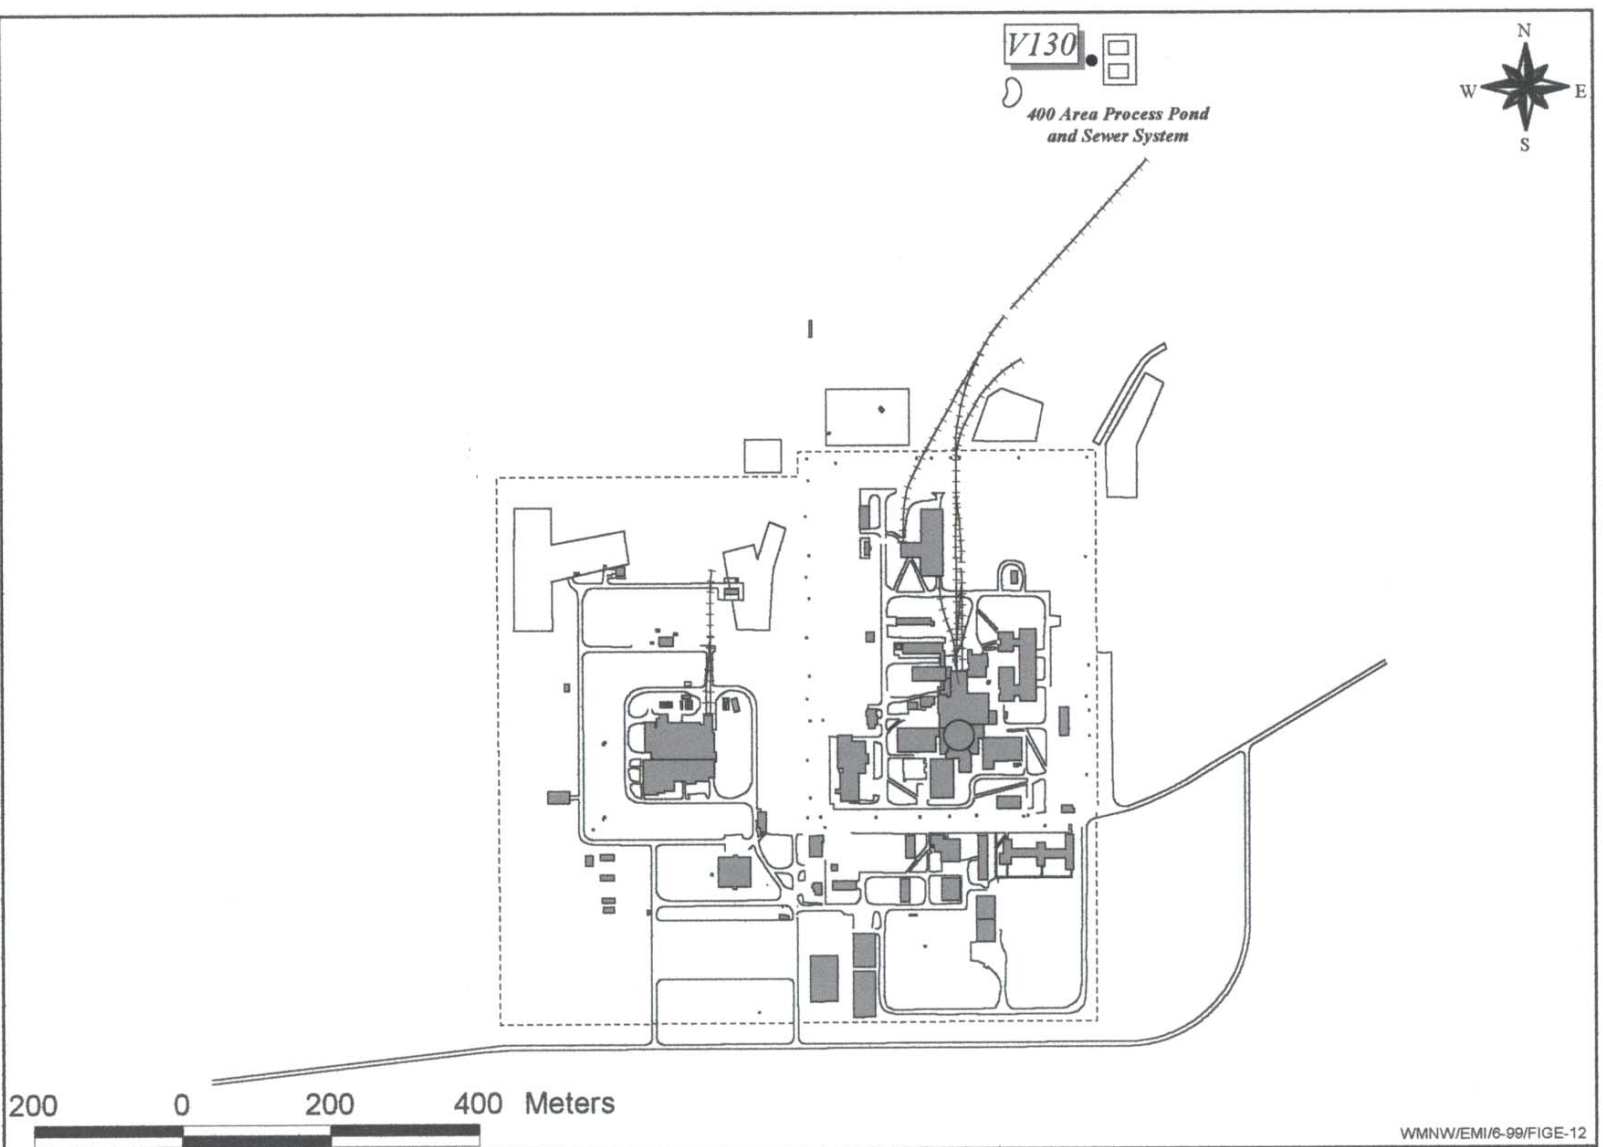 V130
400 Area Process Pond
and Sewer System
N
W E
S
200 0 200 400 Meters
WMNW/EMI/6-99/FIGE-12